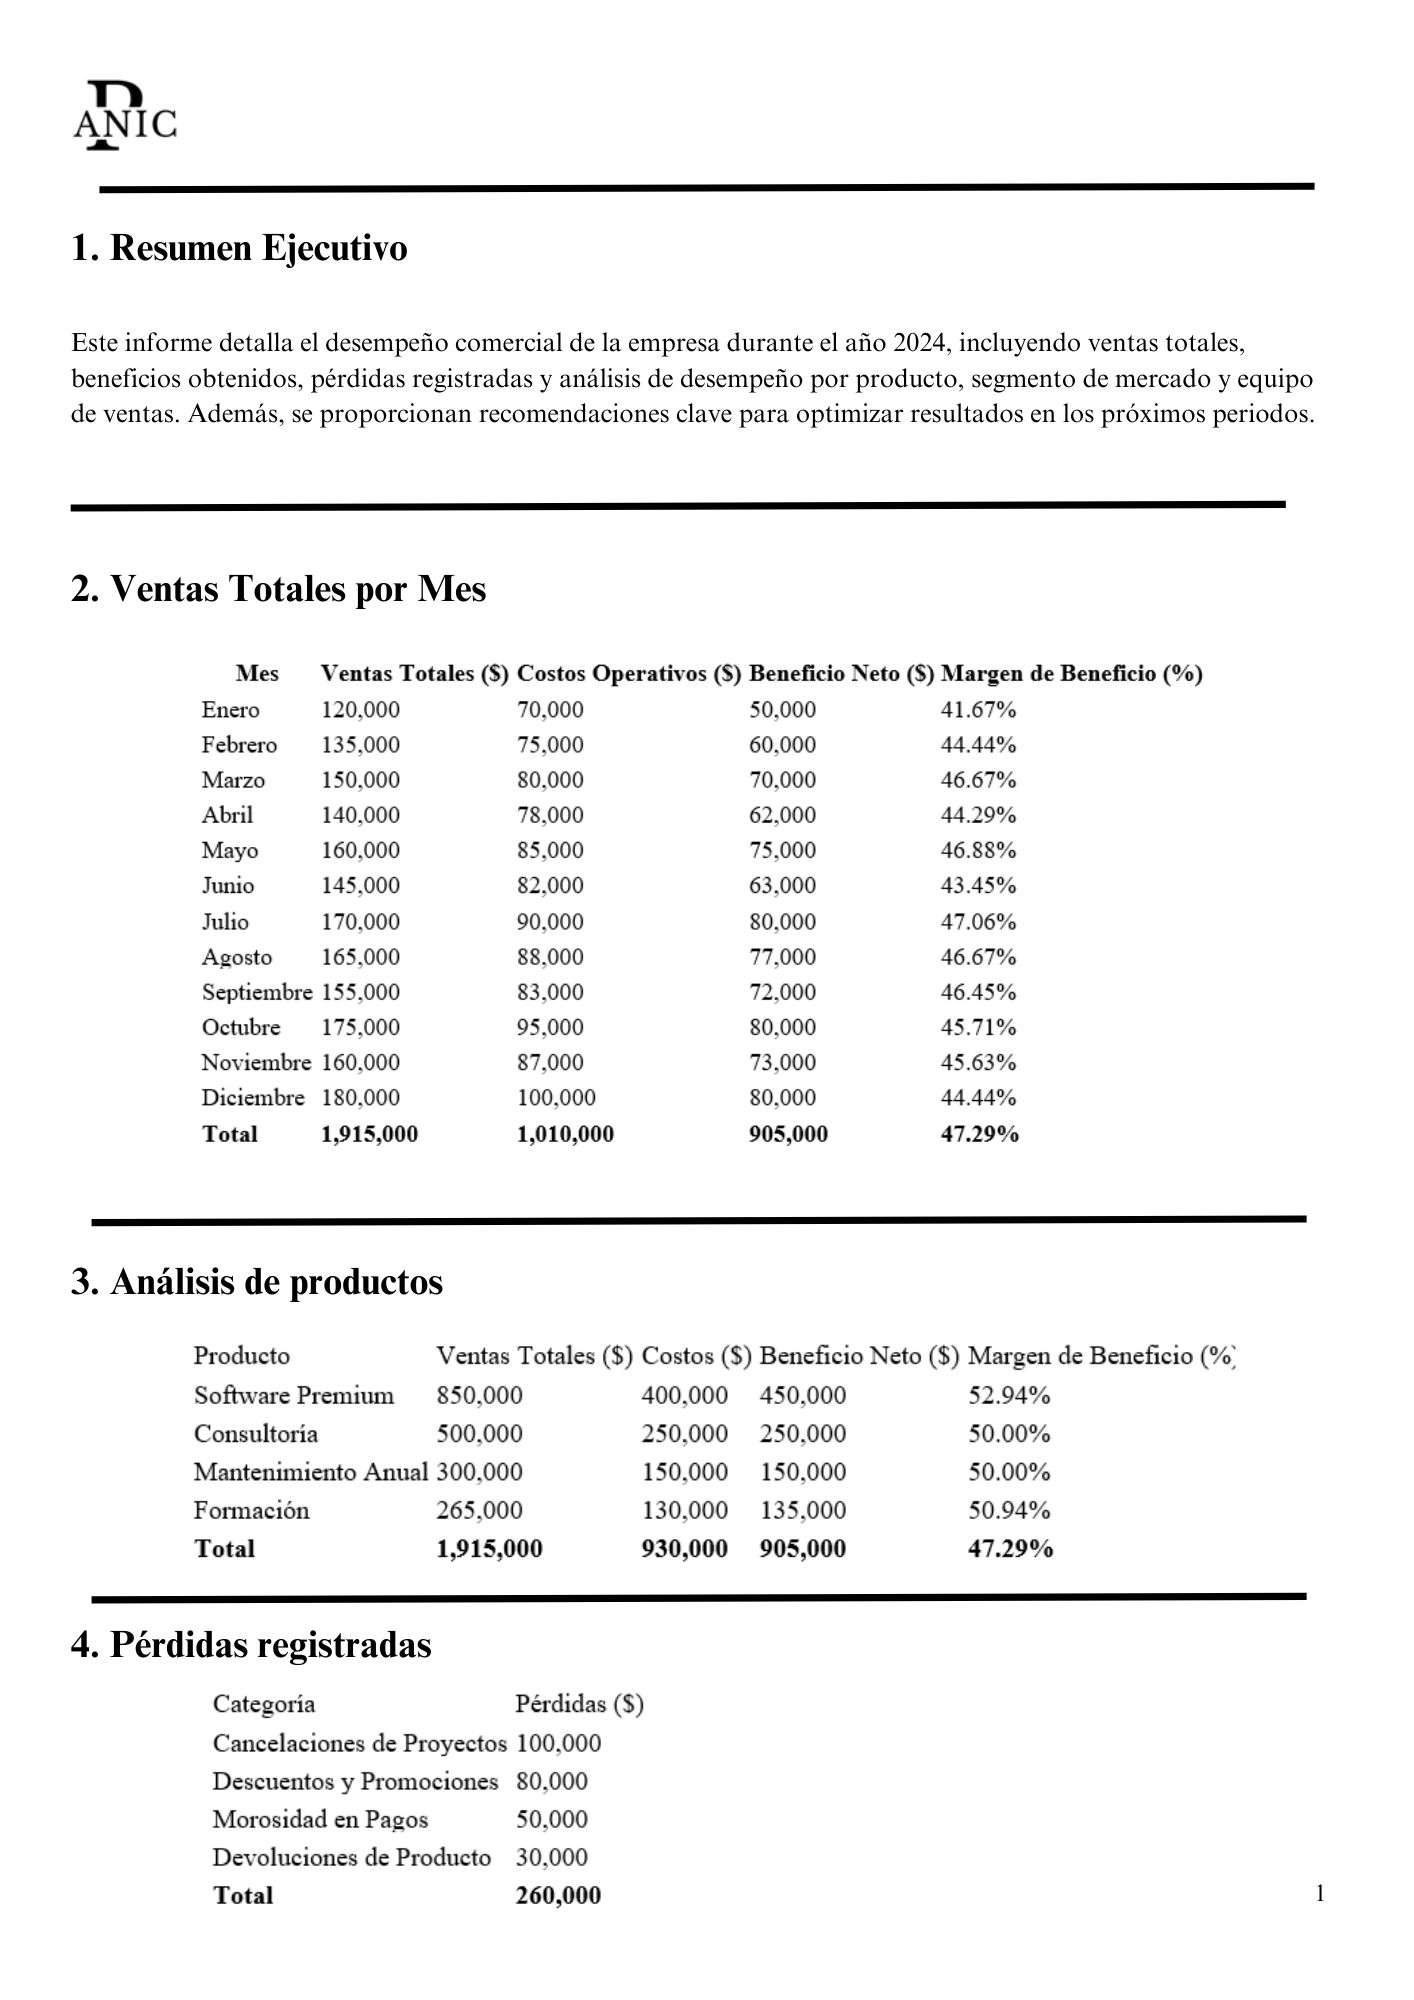 PANIC
1. Resumen Ejecutivo
Este informe detalla el desempeño comercial de la empresa durante el año 2024, incluyendo ventas totales,
beneficios obtenidos, pérdidas registradas y análisis de desempeño por producto, segmento de mercado y equipo
de ventas. Además, se proporcionan recomendaciones clave para optimizar resultados en los próximos periodos.
2. Ventas Totales por Mes
Mes Ventas Totales ($) Costos Operativos ($) Beneficio Neto ($) Margen de Beneficio (%)
Enero 120,000 70,000 50,000 41.67%
Febrero 135,000 75,000 60,000 44.44%
Marzo 150,000 80,000 70,000 46.67%
Abril 140,000 78,000 62,000 44.29%
Mayo 160,000 85,000 75,000 46.88%
Junio 145,000 82,000 63,000 43.45%
Julio 170,000 90,000 80,000 47.06%
Agosto 165,000 88,000 77,000 46.67%
Septiembre 155,000 83,000 72,000 46.45%
Octubre 175,000 95,000 80,000 45.71%
Noviembre 160,000 87,000 73,000 45.63%
Diciembre 180,000 100,000 80,000 44.44%
Total 1,915,000 1,010,000 905,000 47.29%
3. Análisis de productos
Producto Ventas Totales ($) Costos ($) Beneficio Neto ($) Margen de Beneficio (%)
Software Premium 850,000 400,000 450,000 52.94%
Consultoría 500,000 250,000 250,000 50.00%
Mantenimiento Anual 300,000 150,000 150,000 50.00%
Formación 265,000 130,000 135,000 50.94%
Total 1,915,000 930,000 905,000 47.29%
4. Pérdidas registradas
Categoría Pérdidas ($)
Cancelaciones de Proyectos 100,000
Descuentos y Promociones 80,000
Morosidad en Pagos 50,000
Devoluciones de Producto 30,000
Total 260,000
1